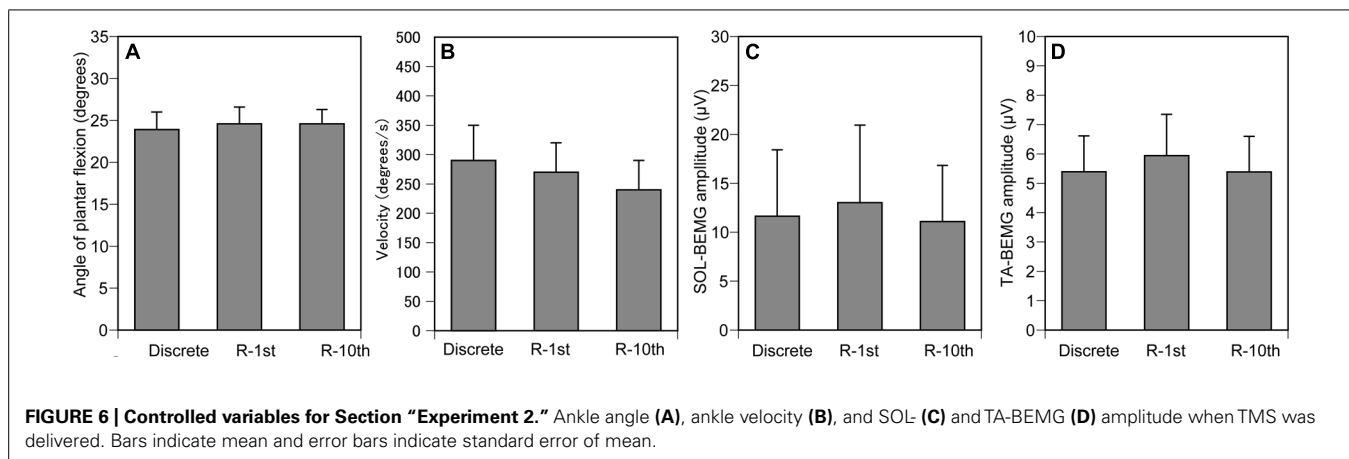 A
Angle of plantar flexion (degrees)
35
30
25
20
15
10
5
0
Discrete R-1st R-10th
B
Velocity (degrees/s)
500
450
400
350
300
250
200
150
100
50
0
Discrete R-1st R-10th
C
SOL-BEMG ampllitude (µV)
30
25
20
15
10
5
0
Discrete R-1st R-10th
D
TA-BEMG amplitude (µV)
10
9
8
7
6
5
4
3
2
1
0
Discrete R-1st R-10th
FIGURE 6 | Controlled variables for Section “Experiment 2.” Ankle angle (A), ankle velocity (B), and SOL- (C) and TA-BEMG (D) amplitude when TMS was
delivered. Bars indicate mean and error bars indicate standard error of mean.